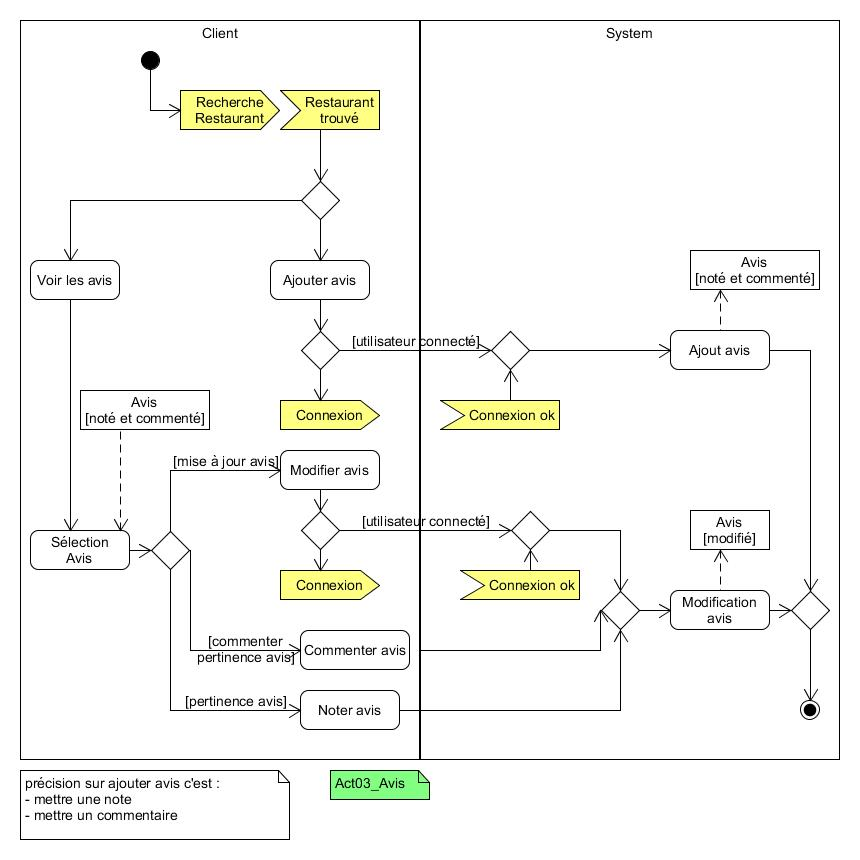 Client
System
Recherche
Restaurant
Restaurant
trouvé
Voir les avis
Ajouter avis
Avis
[noté et commenté]
[utilisateur connecté]
Ajout avis
Avis
[noté et commenté]
Connexion
Connexion ok
[mise à jour avis]
Modifier avis
[utilisateur connecté]
Avis
[modifié]
Sélection
Avis
Connexion
Connexion ok
Modification
avis
[commenter
pertinence avis]
Commenter avis
[pertinence avis]
Noter avis
précision sur ajouter avis c'est :
- mettre une note
- mettre un commentaire
Act03_Avis